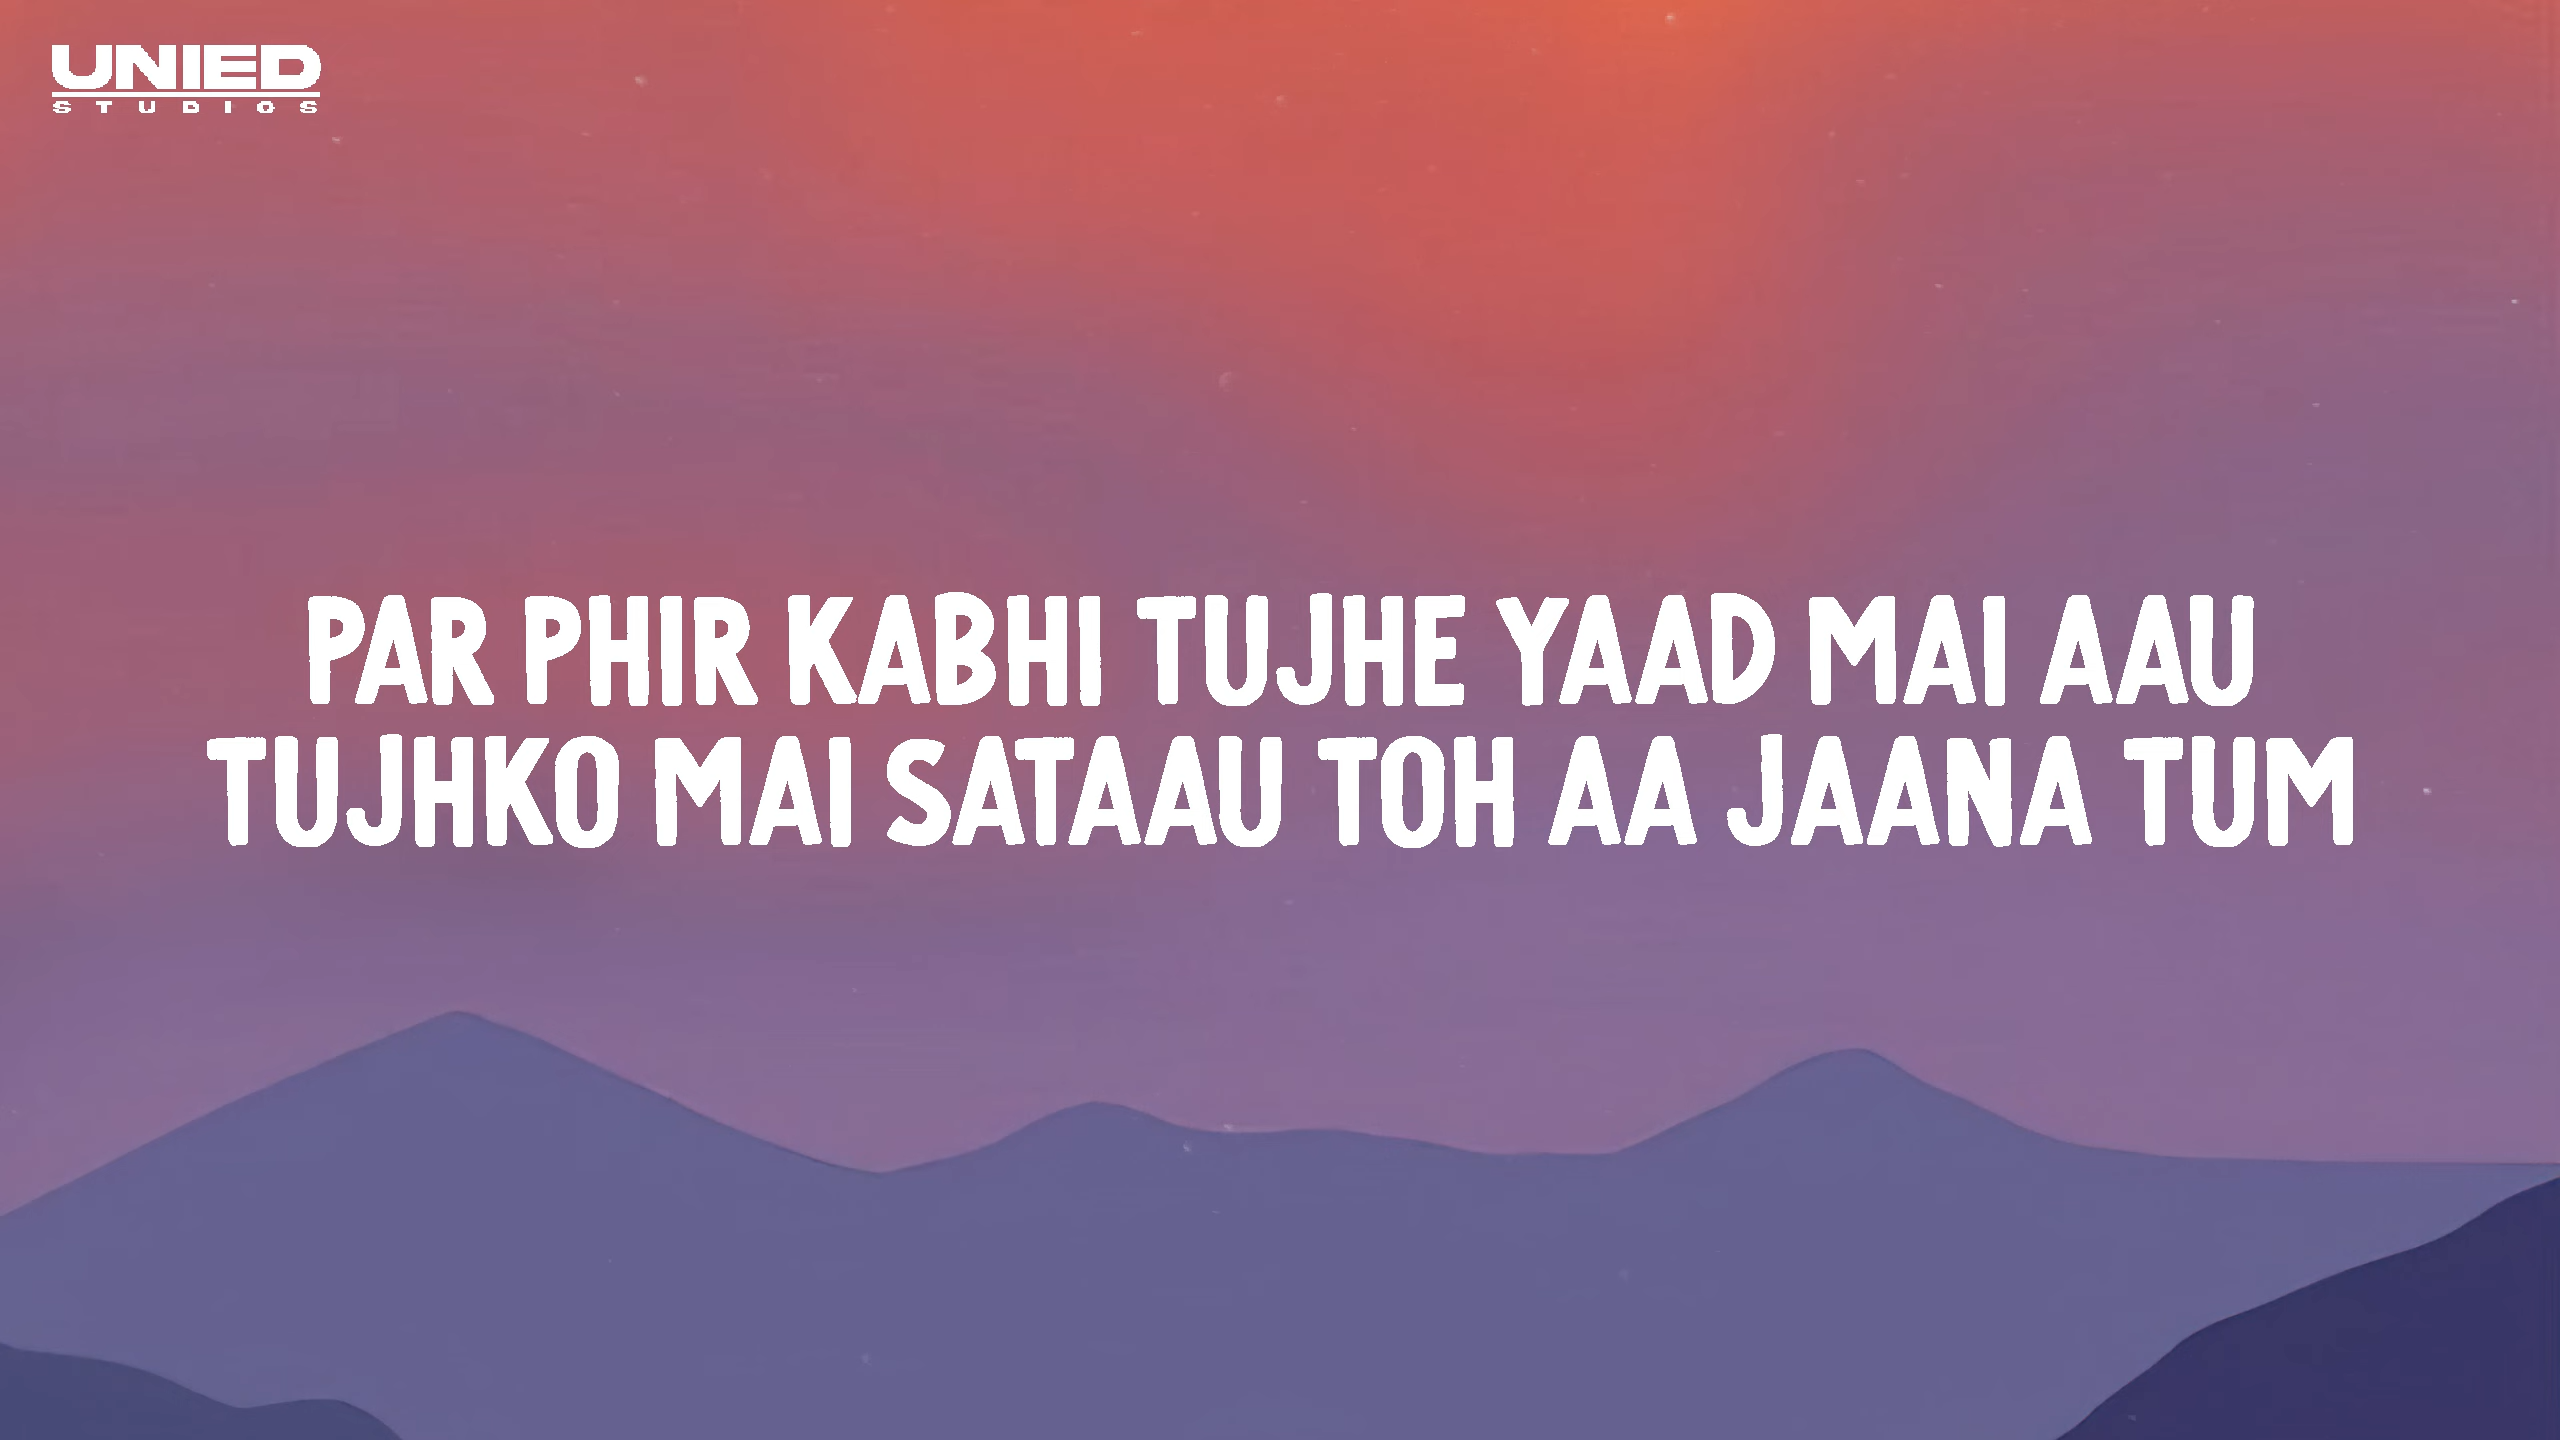 UNIED
STUDIOS
PAR PHIR KABHI TUJHE YAAD MAI AAU
TUJHKO MAI SATAAU TOH AA JAANA TUM